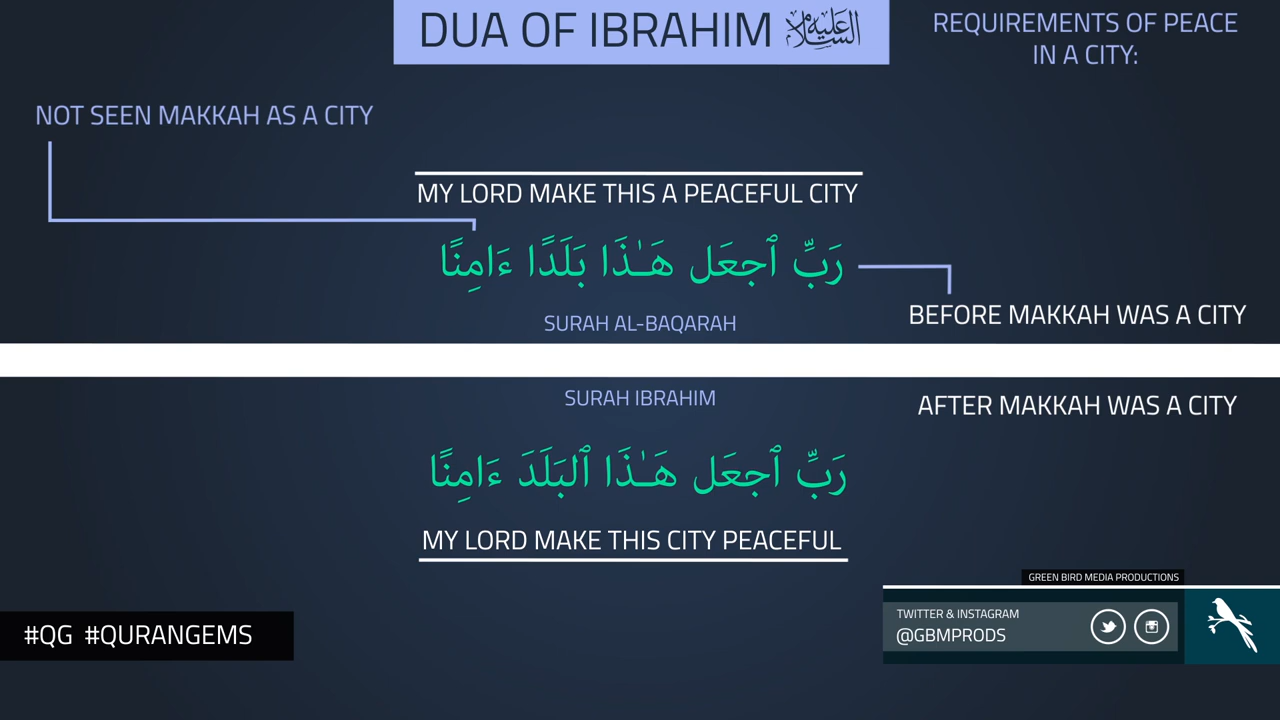 DUA OF IBRAHIM عليه السلام
REQUIREMENTS OF PEACE
IN A CITY:
NOT SEEN MAKKAH AS A CITY
MY LORD MAKE THIS A PEACEFUL CITY
رَبِّ ٱجعَل هَـٰذَا بَلَدًا ءَامِنًا
BEFORE MAKKAH WAS A CITY
SURAH AL-BAQARAH
SURAH IBRAHIM
AFTER MAKKAH WAS A CITY
رَبِّ ٱجعَل هَـٰذَا ٱلبَلَدَ ءَامِنًا
MY LORD MAKE THIS CITY PEACEFUL
GREEN BIRD MEDIA PRODUCTIONS
TWITTER & INSTAGRAM
@GBMPRODS
#QG #QURANGEMS